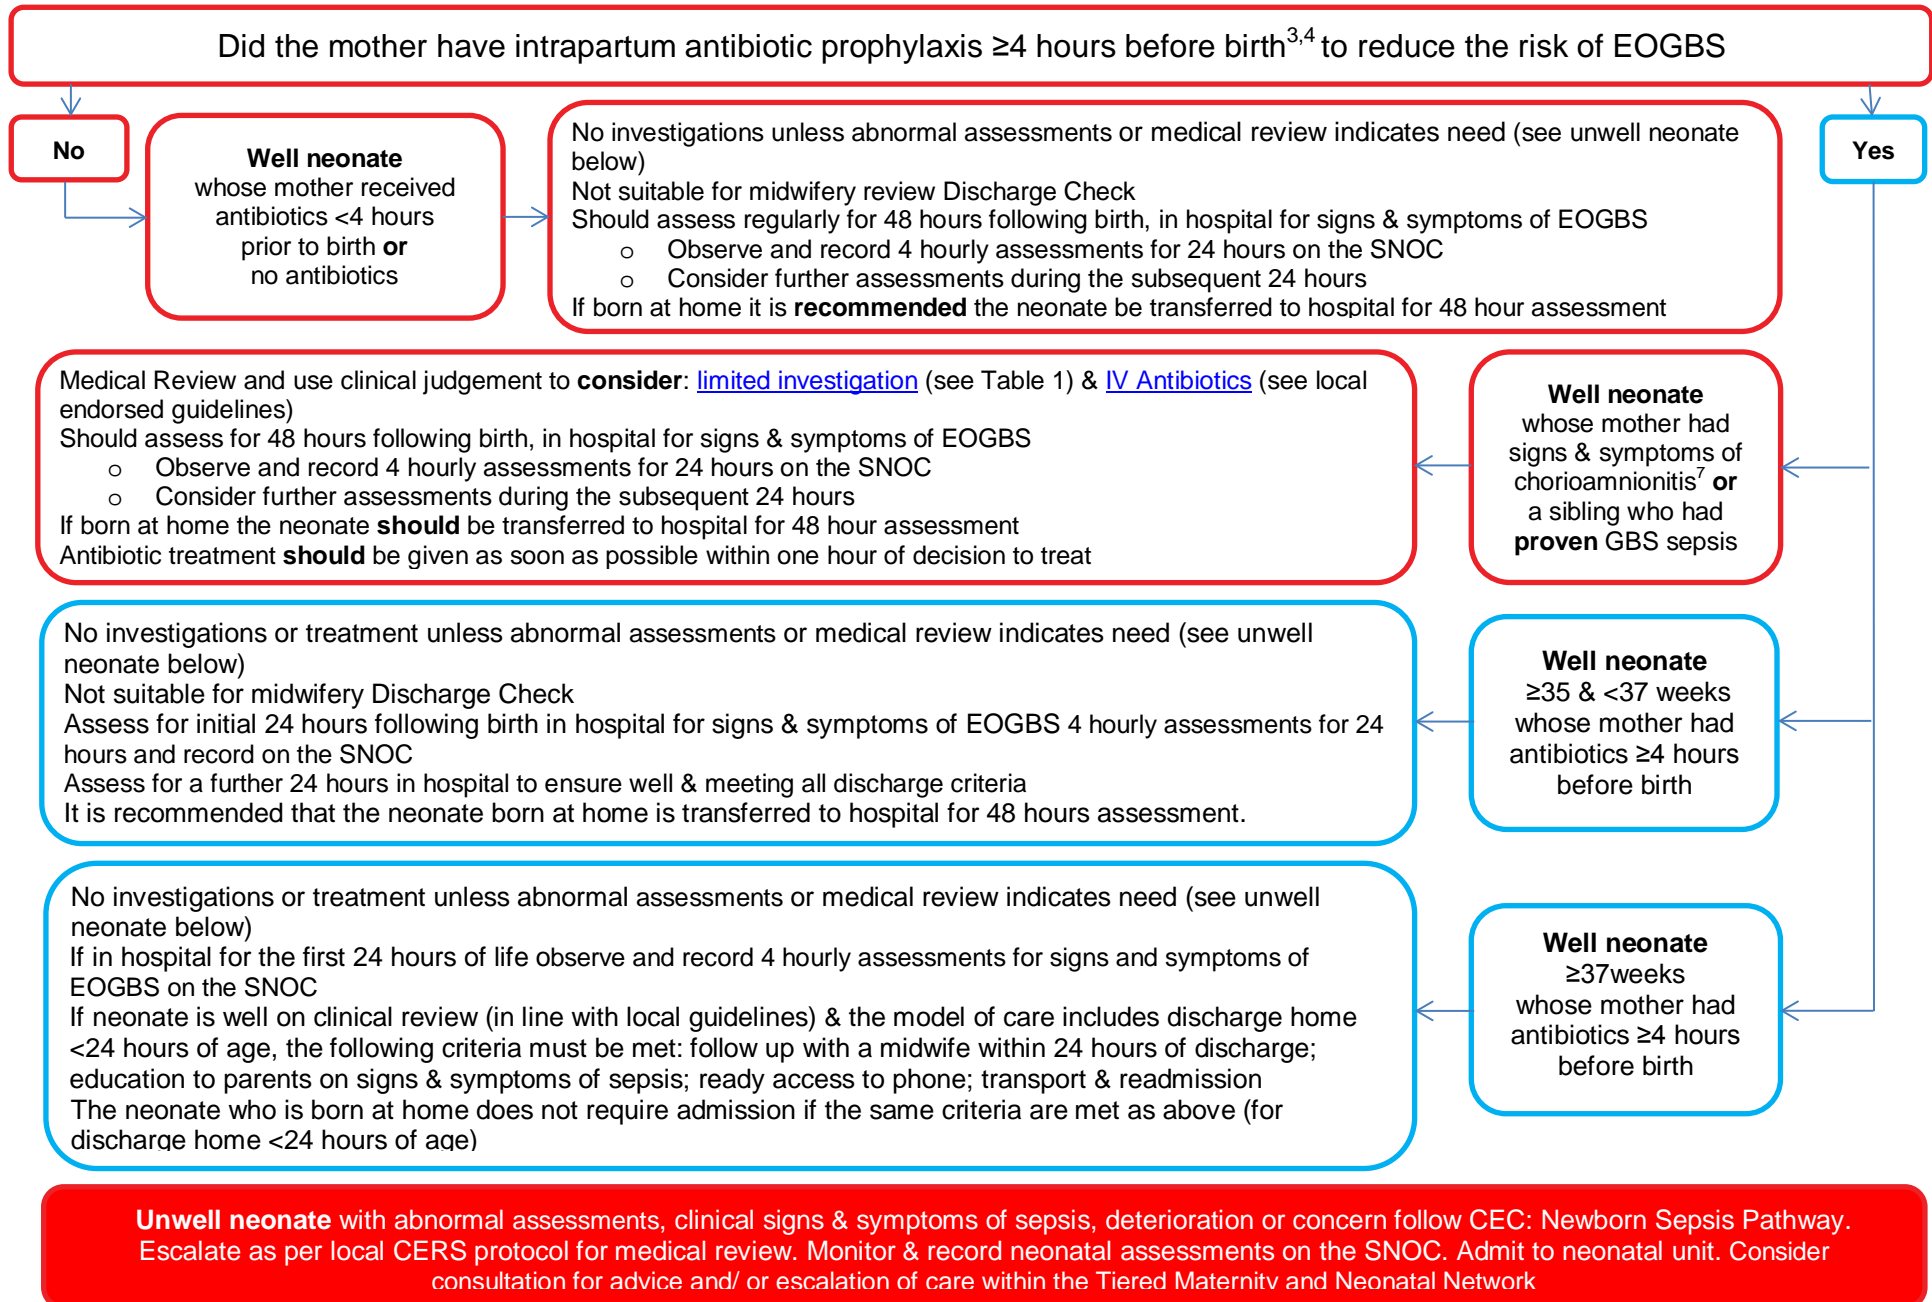 Did the mother have intrapartum antibiotic prophylaxis ≥4 hours before birth3,4 to reduce the risk of EOGBS
No
Well neonate
whose mother received
antibiotics <4 hours
prior to birth or
no antibiotics
No investigations unless abnormal assessments or medical review indicates need (see unwell neonate
below)
Not suitable for midwifery review Discharge Check
Should assess regularly for 48 hours following birth, in hospital for signs & symptoms of EOGBS
o Observe and record 4 hourly assessments for 24 hours on the SNOC
o Consider further assessments during the subsequent 24 hours
If born at home it is recommended the neonate be transferred to hospital for 48 hour assessment
Yes
Medical Review and use clinical judgement to consider: limited investigation (see Table 1) & IV Antibiotics (see local
endorsed guidelines)
Should assess for 48 hours following birth, in hospital for signs & symptoms of EOGBS
o Observe and record 4 hourly assessments for 24 hours on the SNOC
o Consider further assessments during the subsequent 24 hours
If born at home the neonate should be transferred to hospital for 48 hour assessment
Antibiotic treatment should be given as soon as possible within one hour of decision to treat
Well neonate
whose mother had
signs & symptoms of
chorioamnionitis7 or
a sibling who had
proven GBS sepsis
No investigations or treatment unless abnormal assessments or medical review indicates need (see unwell
neonate below)
Not suitable for midwifery Discharge Check
Assess for initial 24 hours following birth in hospital for signs & symptoms of EOGBS 4 hourly assessments for 24
hours and record on the SNOC
Assess for a further 24 hours in hospital to ensure well & meeting all discharge criteria
It is recommended that the neonate born at home is transferred to hospital for 48 hours assessment.
Well neonate
≥35 & <37 weeks
whose mother had
antibiotics ≥4 hours
before birth
No investigations or treatment unless abnormal assessments or medical review indicates need (see unwell
neonate below)
If in hospital for the first 24 hours of life observe and record 4 hourly assessments for signs and symptoms of
EOGBS on the SNOC
If neonate is well on clinical review (in line with local guidelines) & the model of care includes discharge home
<24 hours of age, the following criteria must be met: follow up with a midwife within 24 hours of discharge;
education to parents on signs & symptoms of sepsis; ready access to phone; transport & readmission
The neonate who is born at home does not require admission if the same criteria are met as above (for
discharge home <24 hours of age)
Well neonate
≥37weeks
whose mother had
antibiotics ≥4 hours
before birth
Unwell neonate with abnormal assessments, clinical signs & symptoms of sepsis, deterioration or concern follow CEC: Newborn Sepsis Pathway.
Escalate as per local CERS protocol for medical review. Monitor & record neonatal assessments on the SNOC. Admit to neonatal unit. Consider
consultation for advice and/ or escalation of care within the Tiered Maternity and Neonatal Network